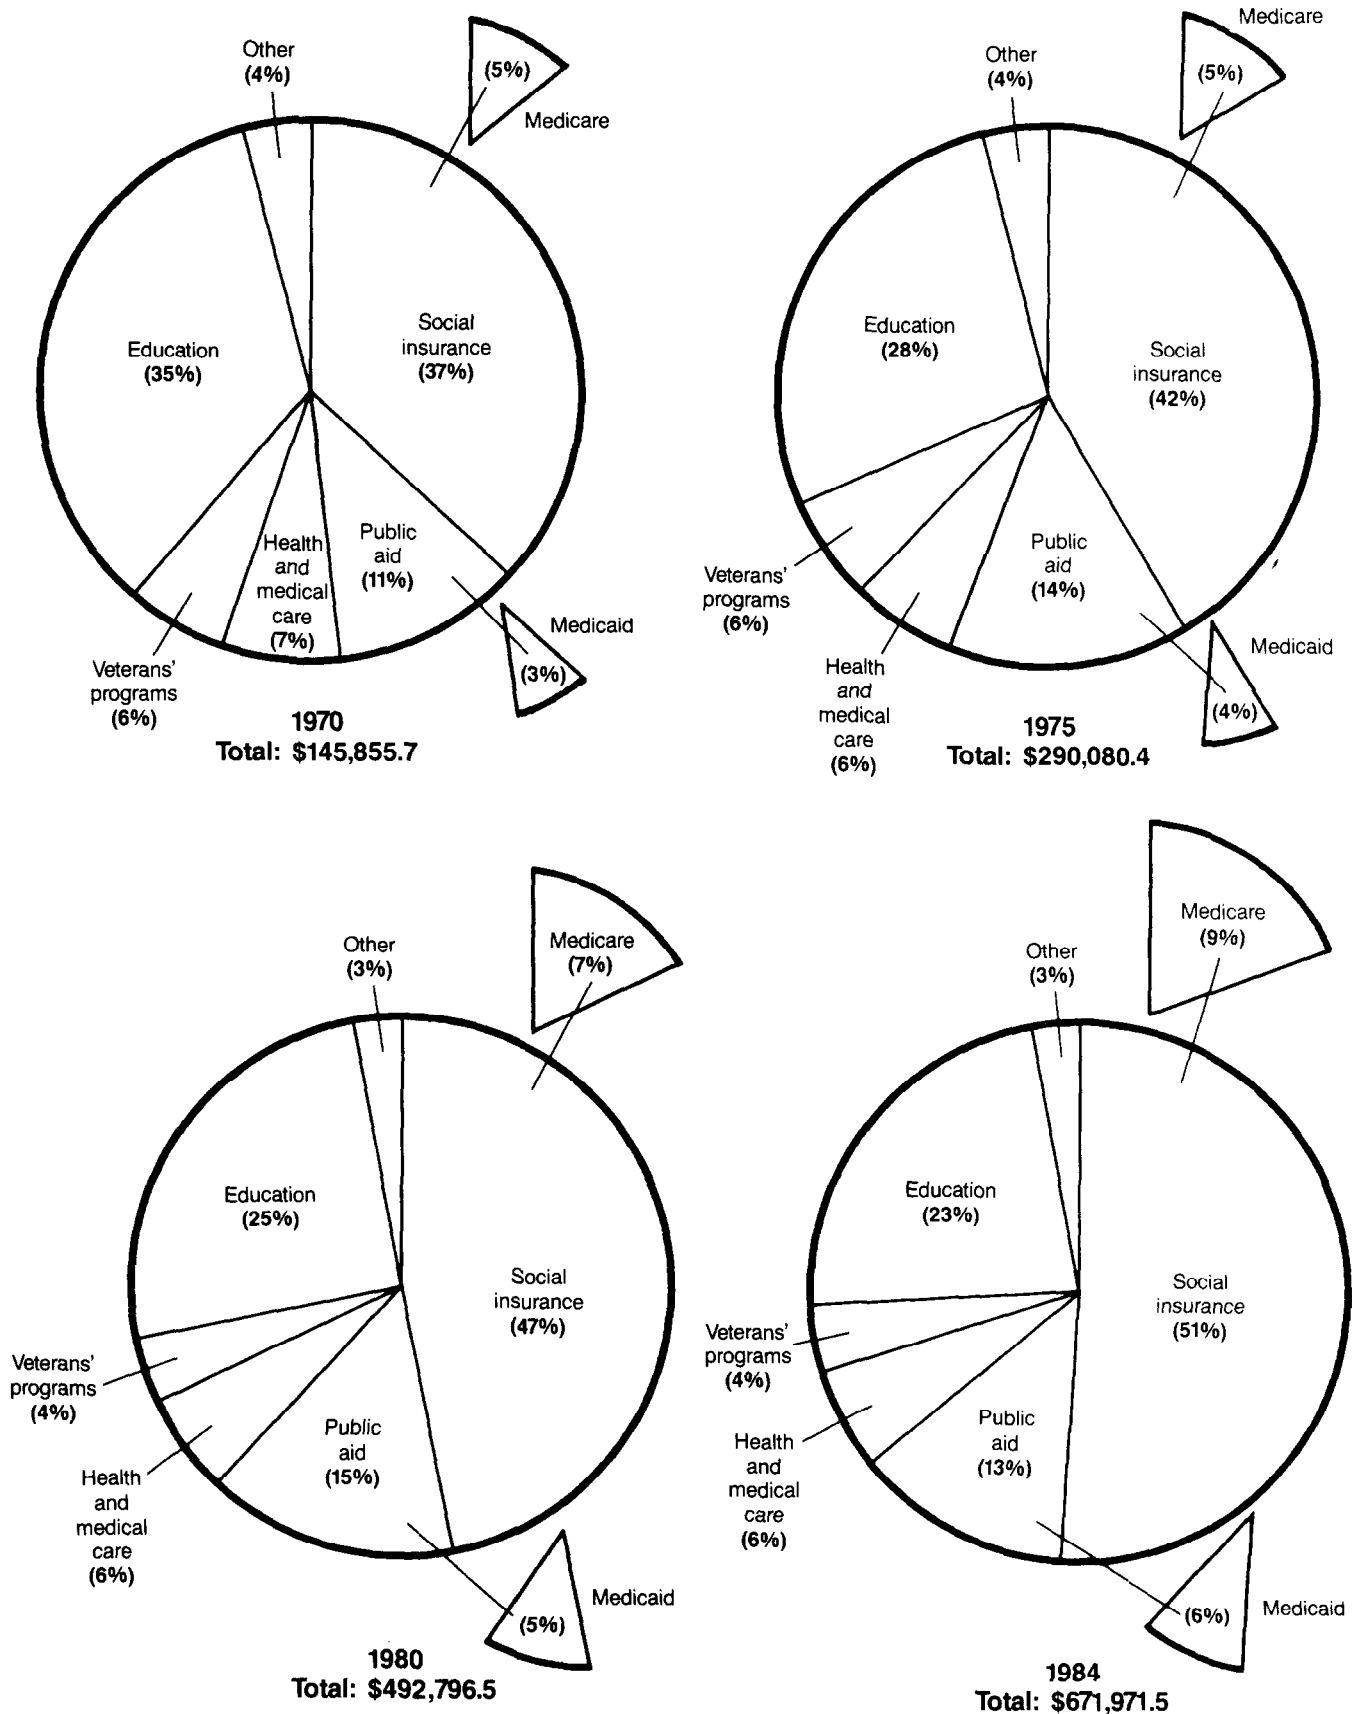 Other
(4%)
(5%)
Medicare
Education
(35%)
Social
insurance
(37%)
Health
and
medical
care
(7%)
Public
aid
(11%)
Veterans'
programs
(6%)
Medicaid
(3%)
1970
Total: $145,855.7
Medicare
Other
(4%)
(5%)
Education
(28%)
Social
insurance
(42%)
Public
aid
(14%)
Veterans'
programs
(6%)
Health
and
medical
care
(6%)
Medicaid
(4%)
1975
Total: $290,080.4
Other
(3%)
Medicare
(7%)
Education
(25%)
Social
insurance
(47%)
Veterans'
programs
(4%)
Public
aid
(15%)
Health
and
medical
care
(6%)
Medicaid
(5%)
1980
Total: $492,796.5
Medicare
(9%)
Other
(3%)
Education
(23%)
Social
insurance
(51%)
Veterans'
programs
(4%)
Public
aid
(13%)
Health
and
medical
care
(6%)
(6%)
Medicaid
1984
Total: $671,971.5